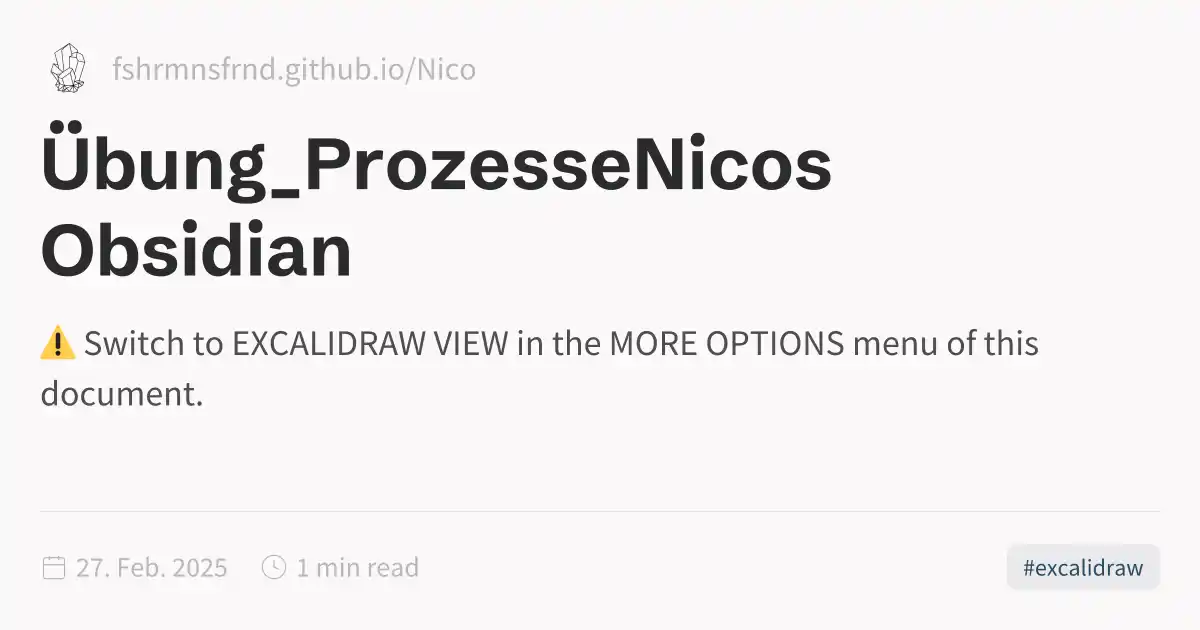 fshrmnsfrnd.github.io/Nico
Übung_ProzesseNicos
Obsidian
⚠️ Switch to EXCALIDRAW VIEW in the MORE OPTIONS menu of this
document.
27. Feb. 2025 1 min read
#excalidraw